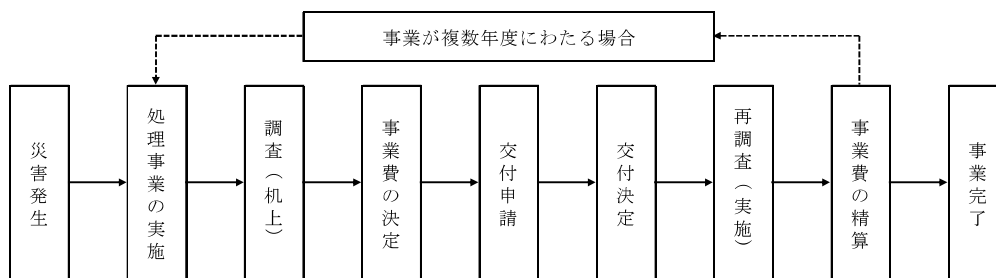 事業が複数年度にわたる場合
災害発生
処理事業の実施
調査（机上）
事業費の決定
交付申請
交付決定
再調査（実施）
事業費の精算
事業完了